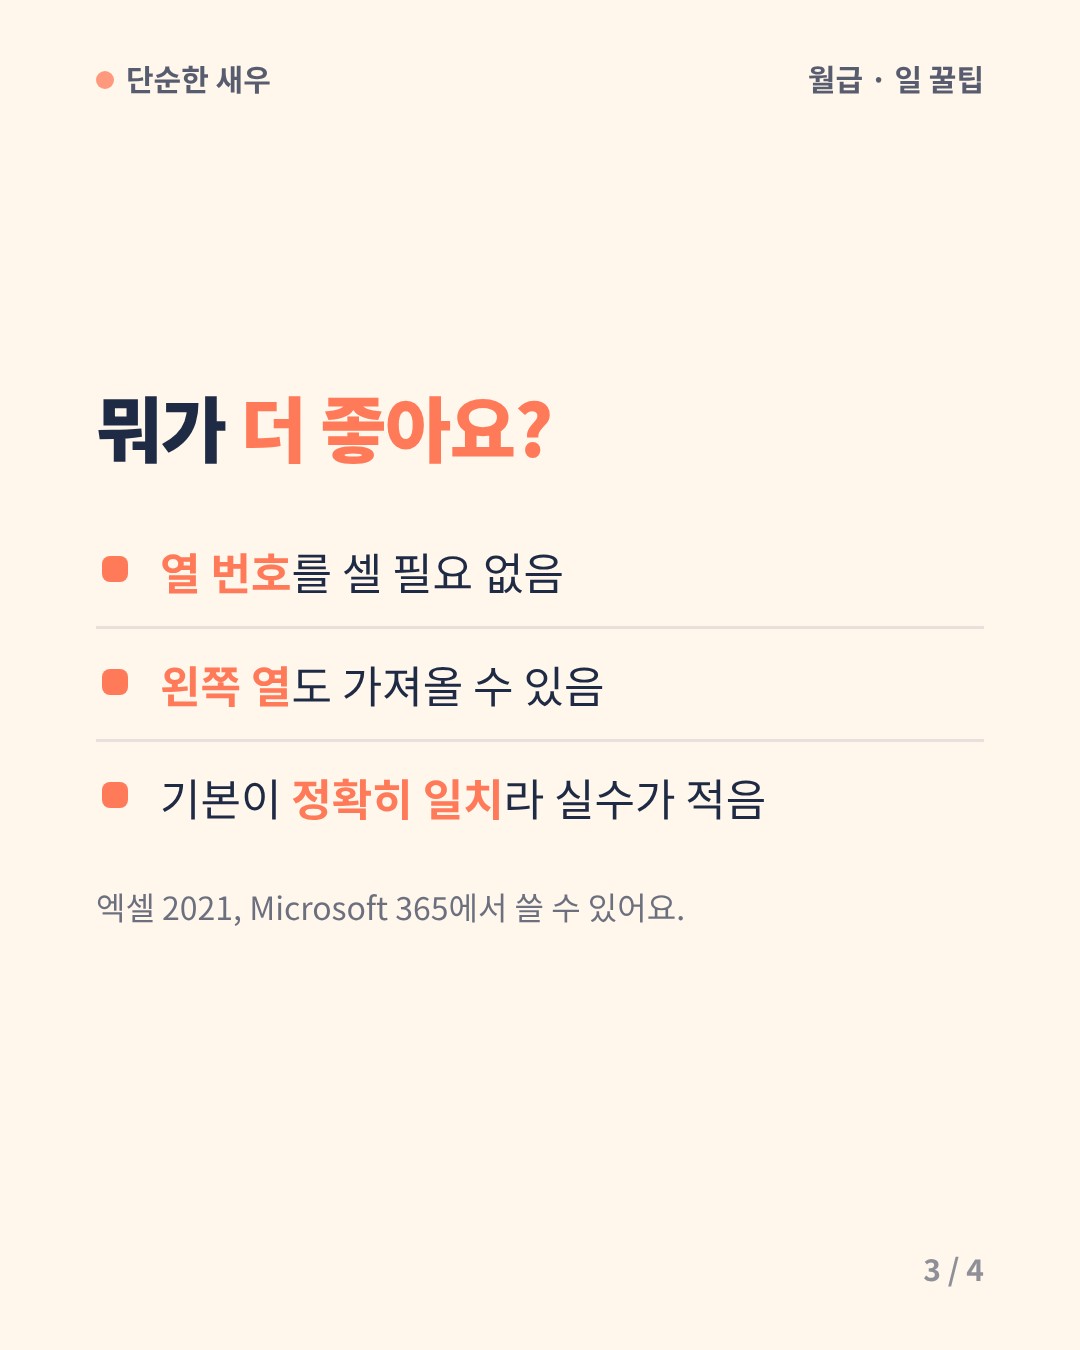 단순한 새우
월급 · 일 꿀팁
뭐가 더 좋아요?
열 번호를 셀 필요 없음
왼쪽 열도 가져올 수 있음
기본이 정확히 일치라 실수가 적음
엑셀 2021, Microsoft 365에서 쓸 수 있어요.
3 / 4